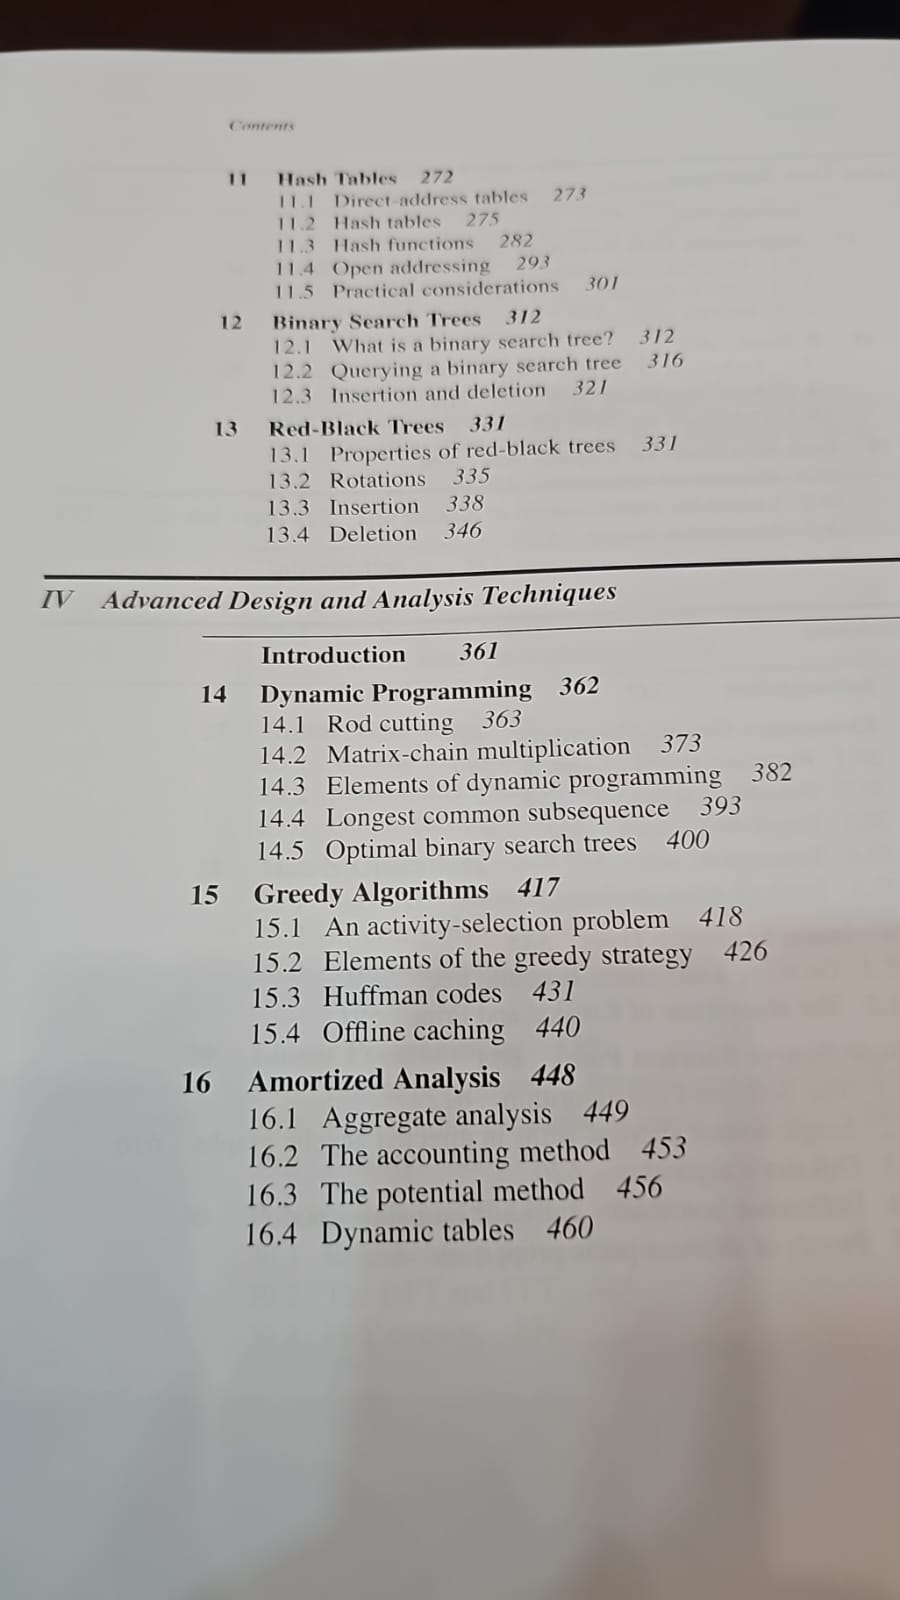 Contents
11 Hash Tables 272
11.1 Direct-address tables 273
11.2 Hash tables 275
11.3 Hash functions 282
11.4 Open addressing 293
11.5 Practical considerations 301
12 Binary Search Trees 312
12.1 What is a binary search tree? 312
12.2 Querying a binary search tree 316
12.3 Insertion and deletion 321
13 Red-Black Trees 331
13.1 Properties of red-black trees 331
13.2 Rotations 335
13.3 Insertion 338
13.4 Deletion 346
IV Advanced Design and Analysis Techniques
Introduction 361
14 Dynamic Programming 362
14.1 Rod cutting 363
14.2 Matrix-chain multiplication 373
14.3 Elements of dynamic programming 382
14.4 Longest common subsequence 393
14.5 Optimal binary search trees 400
15 Greedy Algorithms 417
15.1 An activity-selection problem 418
15.2 Elements of the greedy strategy 426
15.3 Huffman codes 431
15.4 Offline caching 440
16 Amortized Analysis 448
16.1 Aggregate analysis 449
16.2 The accounting method 453
16.3 The potential method 456
16.4 Dynamic tables 460